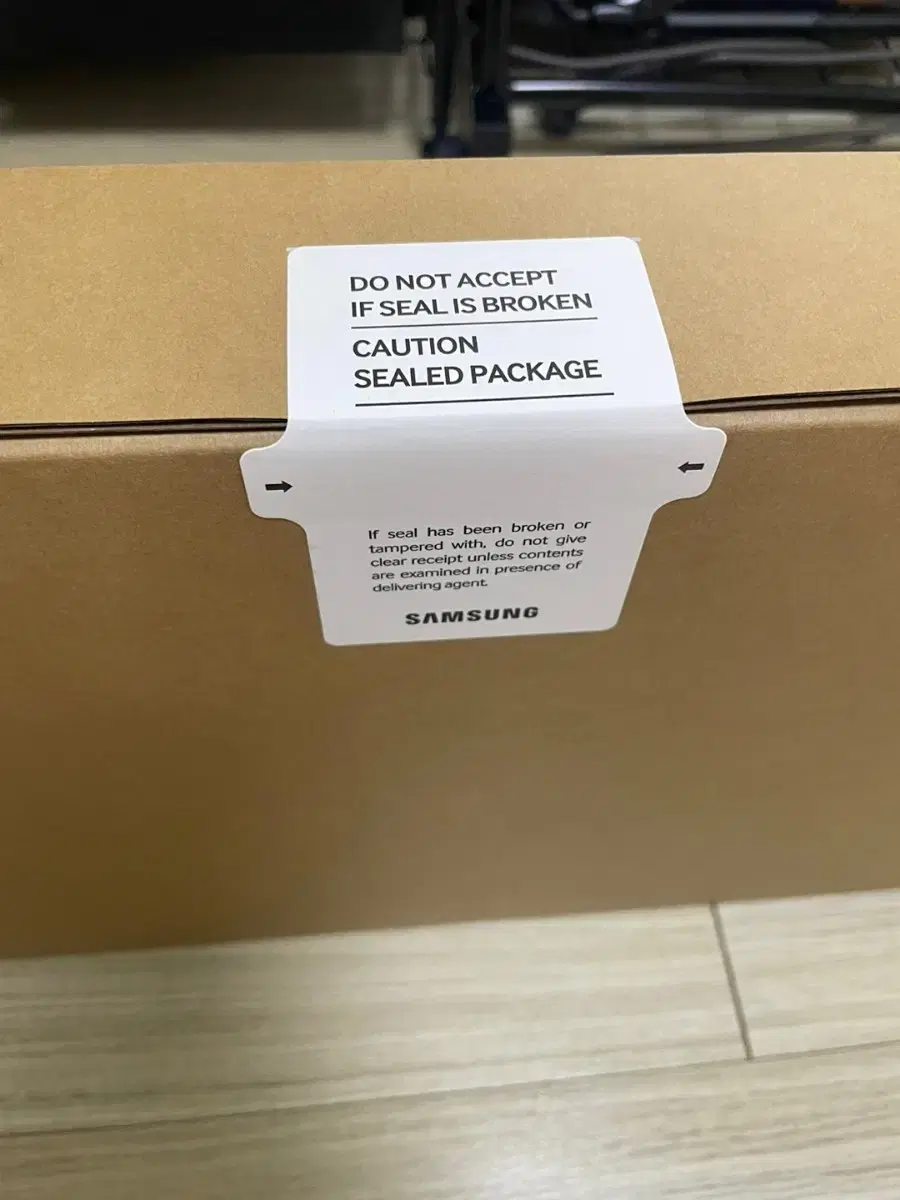 DO NOT ACCEPT
IF SEAL IS BROKEN
CAUTION
SEALED PACKAGE
If seal has been broken or
tampered with, do not give
clear receipt unless contents
are examined in presence of
delivering agent.
SAMSUNG